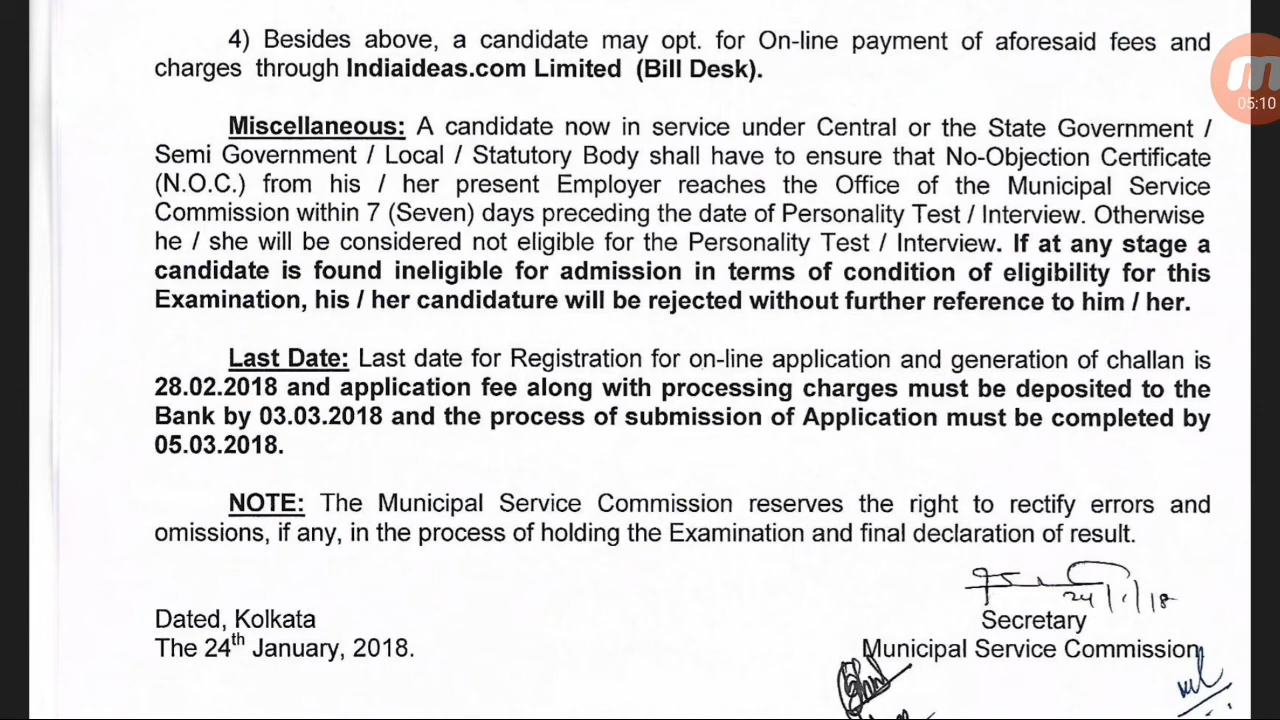 4) Besides above, a candidate may opt. for On-line payment of aforesaid fees and
charges through Indiaideas.com Limited (Bill Desk).
05:10
Miscellaneous: A candidate now in service under Central or the State Government /
Semi Government / Local / Statutory Body shall have to ensure that No-Objection Certificate
(N.O.C.) from his / her present Employer reaches the Office of the Municipal Service
Commission within 7 (Seven) days preceding the date of Personality Test / Interview. Otherwise
he / she will be considered not eligible for the Personality Test / Interview. If at any stage a
candidate is found ineligible for admission in terms of condition of eligibility for this
Examination, his / her candidature will be rejected without further reference to him / her.
Last Date: Last date for Registration for on-line application and generation of challan is
28.02.2018 and application fee along with processing charges must be deposited to the
Bank by 03.03.2018 and the process of submission of Application must be completed by
05.03.2018.
NOTE: The Municipal Service Commission reserves the right to rectify errors and
omissions, if any, in the process of holding the Examination and final declaration of result.
24/1/18
Dated, Kolkata
The 24th January, 2018.
Secretary
Municipal Service Commission